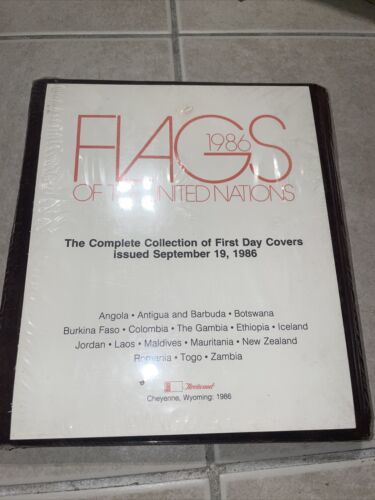 FLAGS
1986
OF THE UNITED NATIONS
The Complete Collection of First Day Covers
issued September 19, 1986
Angola • Antigua and Barbuda • Botswana
Burkina Faso • Colombia • The Gambia • Ethiopia • Iceland
Jordan • Laos • Maldives • Mauritania • New Zealand
Romania • Togo • Zambia
Fleetwood
Cheyenne, Wyoming: 1986